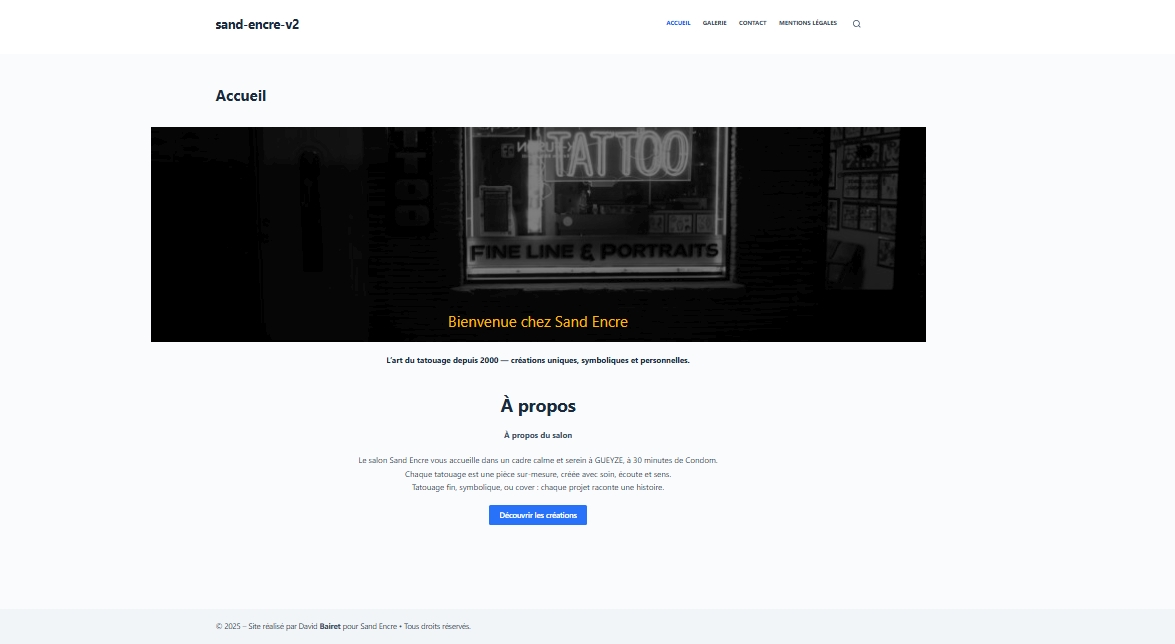 sand-encre-v2
ACCUEIL GALERIE CONTACT MENTIONS LÉGALES
Accueil
TATTOO
FINE LINE & PORTRAITS
Bienvenue chez Sand Encre
L'art du tatouage depuis 2000 — créations uniques, symboliques et personnelles.
À propos
À propos du salon
Le salon Sand Encre vous accueille dans un cadre calme et serein à GUEYZE, à 30 minutes de Condom.
Chaque tatouage est une pièce sur-mesure, créée avec soin, écoute et sens.
Tatouage fin, symbolique, ou cover : chaque projet raconte une histoire.
Découvrir les créations
© 2025 – Site réalisé par David Bairet pour Sand Encre • Tous droits réservés.